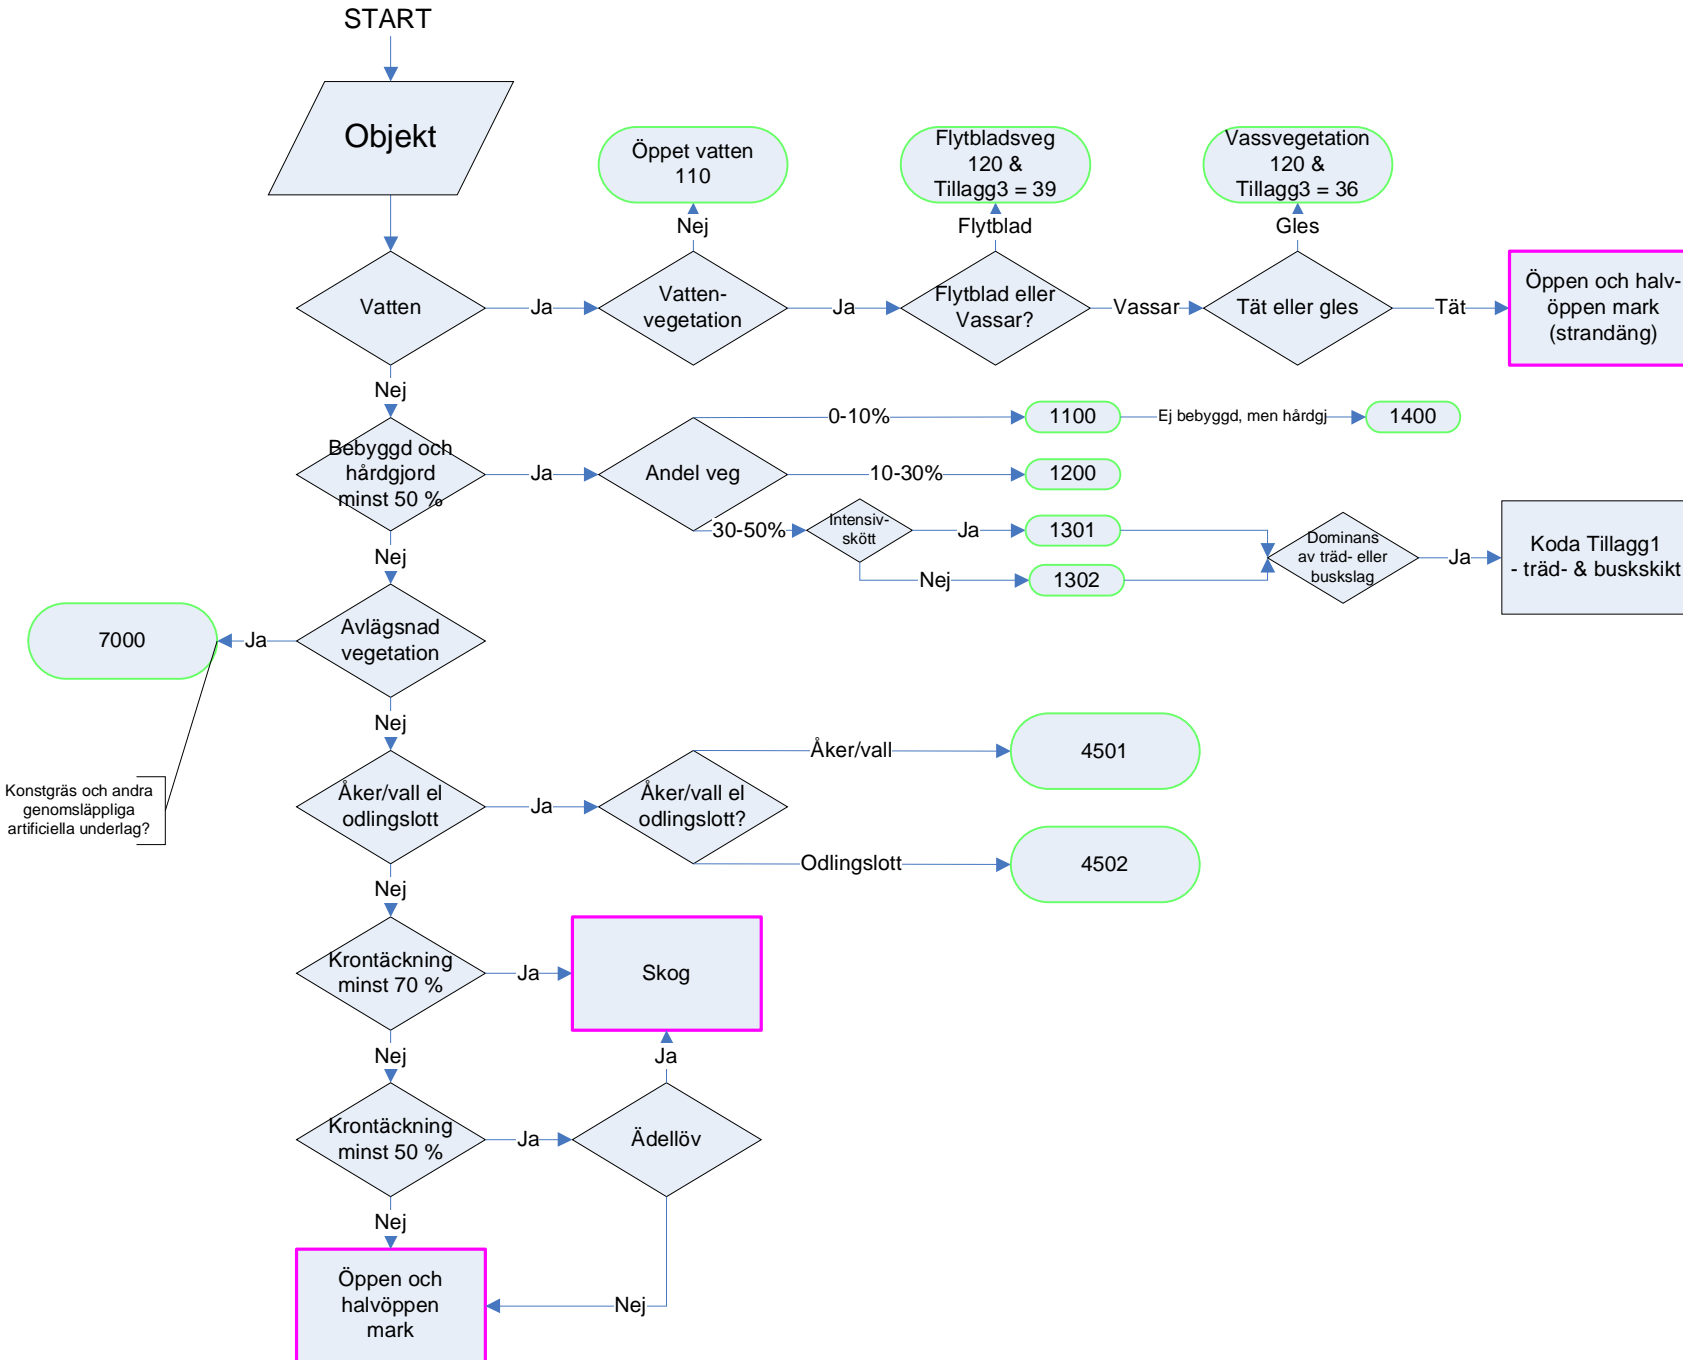 START
Objekt
Öppet vatten
110
Flytbladsveg
120 &
Tillagg3 = 39
Vassvegetation
120 &
Tillagg3 = 36
Nej
Flytblad
Gles
Vatten
Ja
Vatten-
vegetation
Ja
Flytblad eller
Vassar?
Vassar
Tät eller gles
Tät
Öppen och halv-
öppen mark
(strandäng)
Nej
Bebyggd och
hårdgjord
minst 50 %
Ja
Andel veg
0-10%
1100
Ej bebyggd, men hårdgj
1400
10-30%
1200
30-50%
Intensiv-
skött
Ja
1301
Nej
1302
Dominans
av träd- eller
buskslag
Ja
Koda Tillagg1
- träd- & buskskikt
Nej
Avlägsnad
vegetation
Ja
7000
Konstgräs och andra
genomsläppliga
artificiella underlag?
Nej
Åker/vall el
odlingslott
Ja
Åker/vall el
odlingslott?
Åker/vall
4501
Odlingslott
4502
Nej
Krontäckning
minst 70 %
Ja
Skog
Nej
Ja
Krontäckning
minst 50 %
Ja
Ädellöv
Nej
Öppen och
halvöppen
mark
Nej